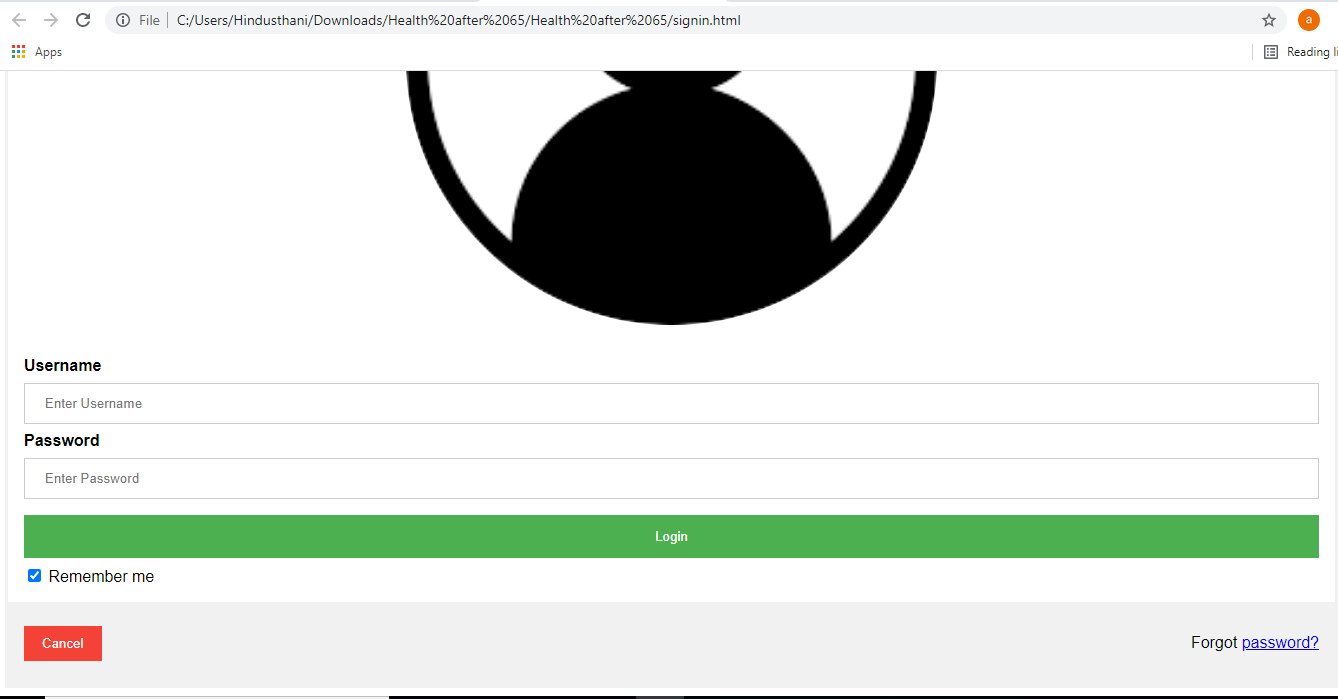 File C:/Users/Hindusthani/Downloads/Health%20after%2065/Health%20after%2065/signin.html a
Apps Reading li
Username
Enter Username
Password
Enter Password
Login
Remember me
Cancel Forgot password?